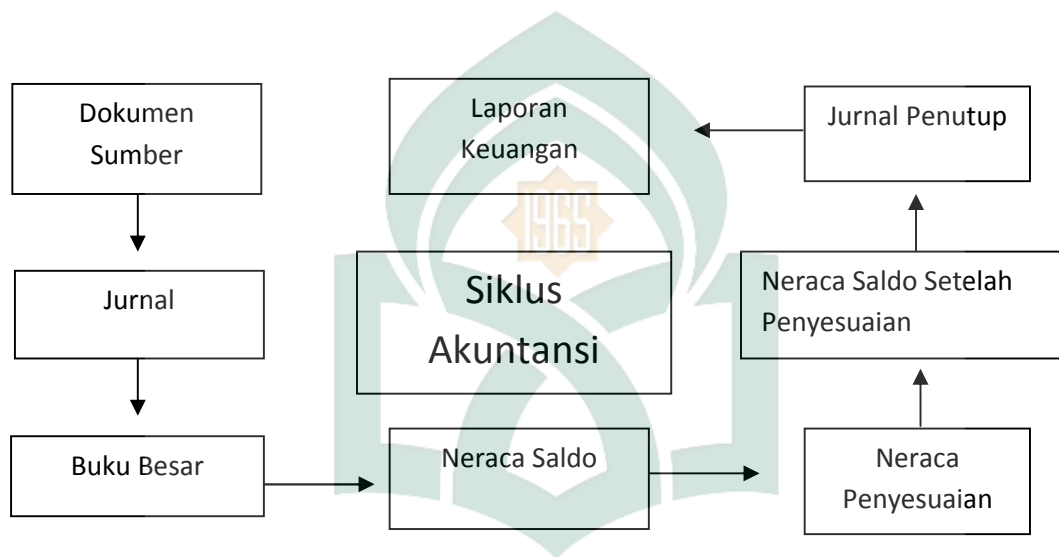 Dokumen
Sumber
Laporan
Keuangan
Jurnal Penutup
1965
Jurnal
Siklus
Akuntansi
Neraca Saldo Setelah
Penyesuaian
Buku Besar
Neraca Saldo
Neraca
Penyesuaian